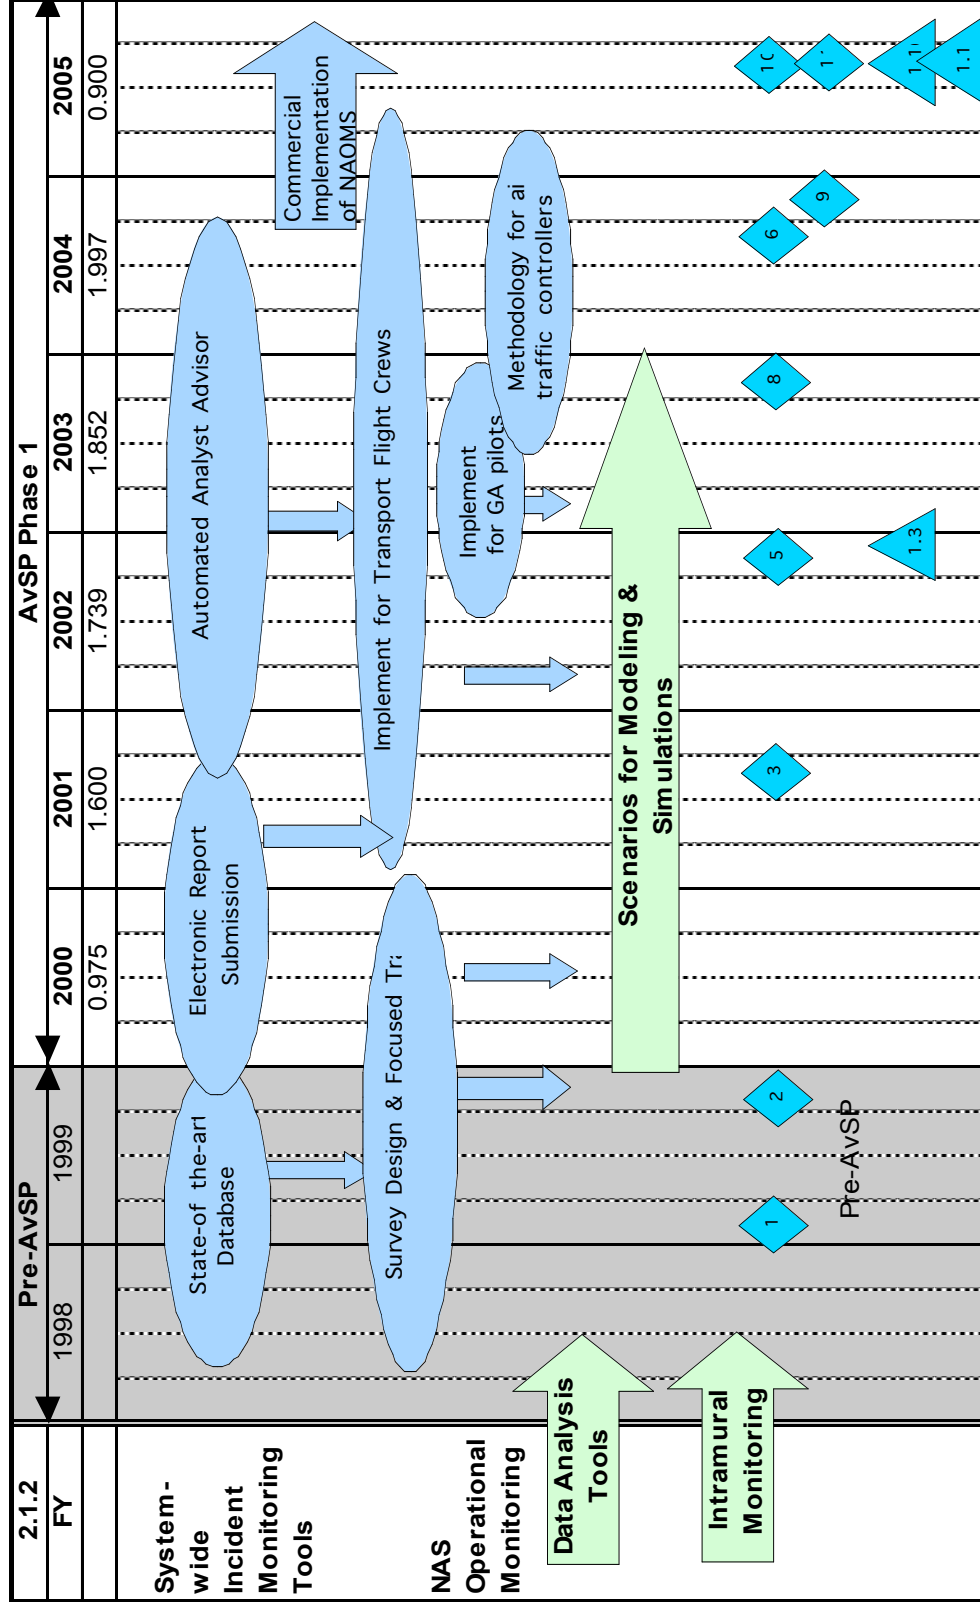 2.1.2
Pre-AvSP
AvSP Phase 1
FY
1998
1999
2000
2001
2002
2003
2004
2005
0.975
1.600
1.739
1.852
1.997
0.900
System-
wide
Incident
Monitoring
Tools
State-of the-art
Database
Electronic Report
Submission
Automated Analyst Advisor
Commercial
Implementation
of NAOMS
NAS
Operational
Monitoring
Survey Design & Focused
Implement for Transport Flight Crews
Implement
for GA pilots
Methodology for ai
traffic controllers
Data Analysis
Tools
Scenarios for Modeling &
Simulations
Intramural
Monitoring
1
2
3
5
8
6
9
10
Pre-AvSP
1.3
1.1